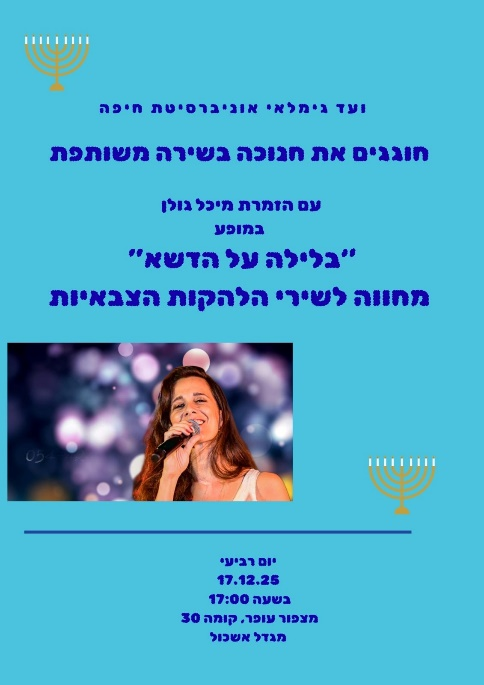 ועד גימלאי אוניברסיטת חיפה
חוגגים את חנוכה בשירה משותפת
עם הזמרת מיכל גולן
במופע
"בלילה על הדשא"
מחווה לשירי הלהקות הצבאיות
054
יום רביעי
17.12.25
בשעה 17:00
מצפור עופר, קומה 30
מגדל אשכול